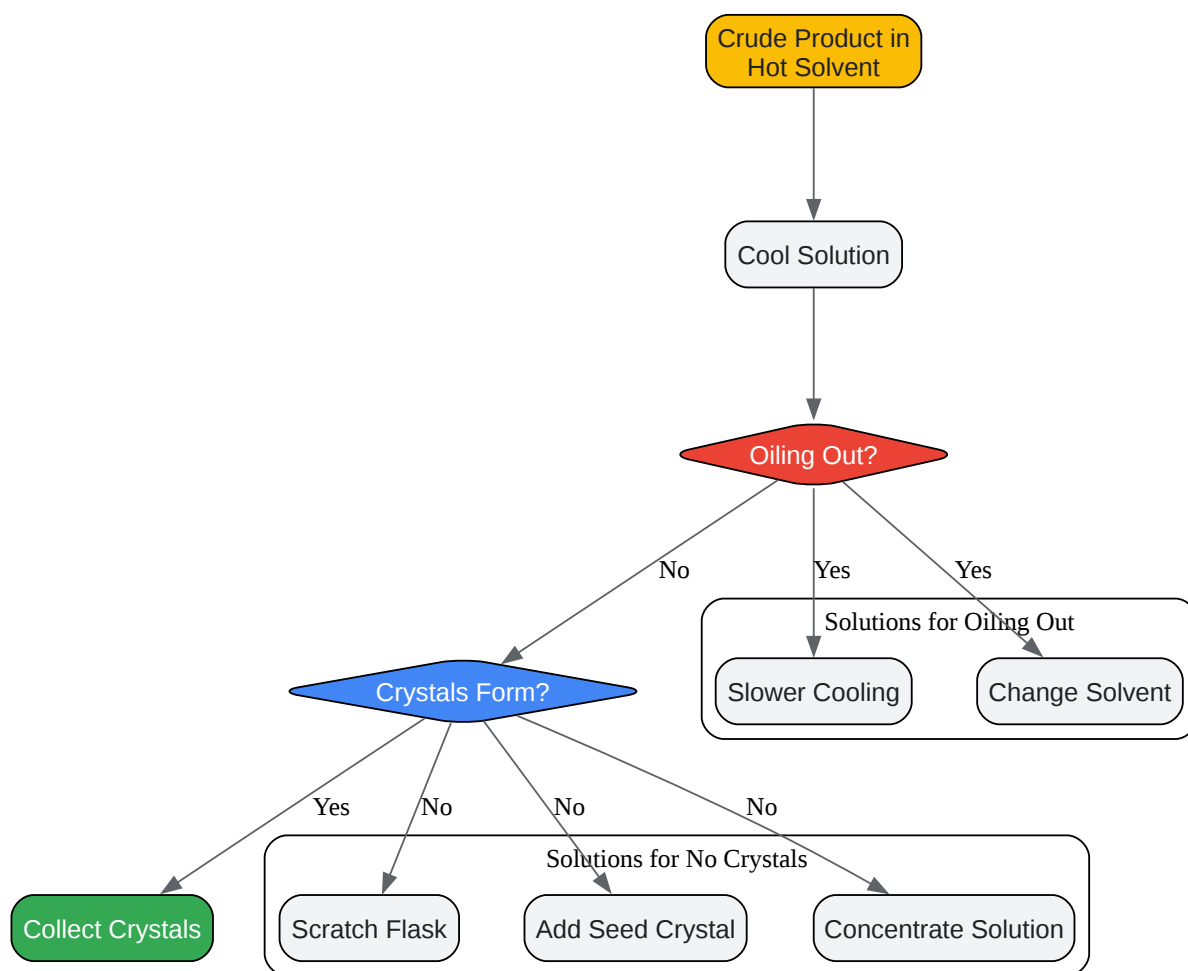 Crude Product in
Hot Solvent
Cool Solution
Oiling Out?
No
Yes
Yes
Solutions for Oiling Out
Crystals Form?
Slower Cooling
Change Solvent
Yes
No
No
No
Solutions for No Crystals
Collect Crystals
Scratch Flask
Add Seed Crystal
Concentrate Solution